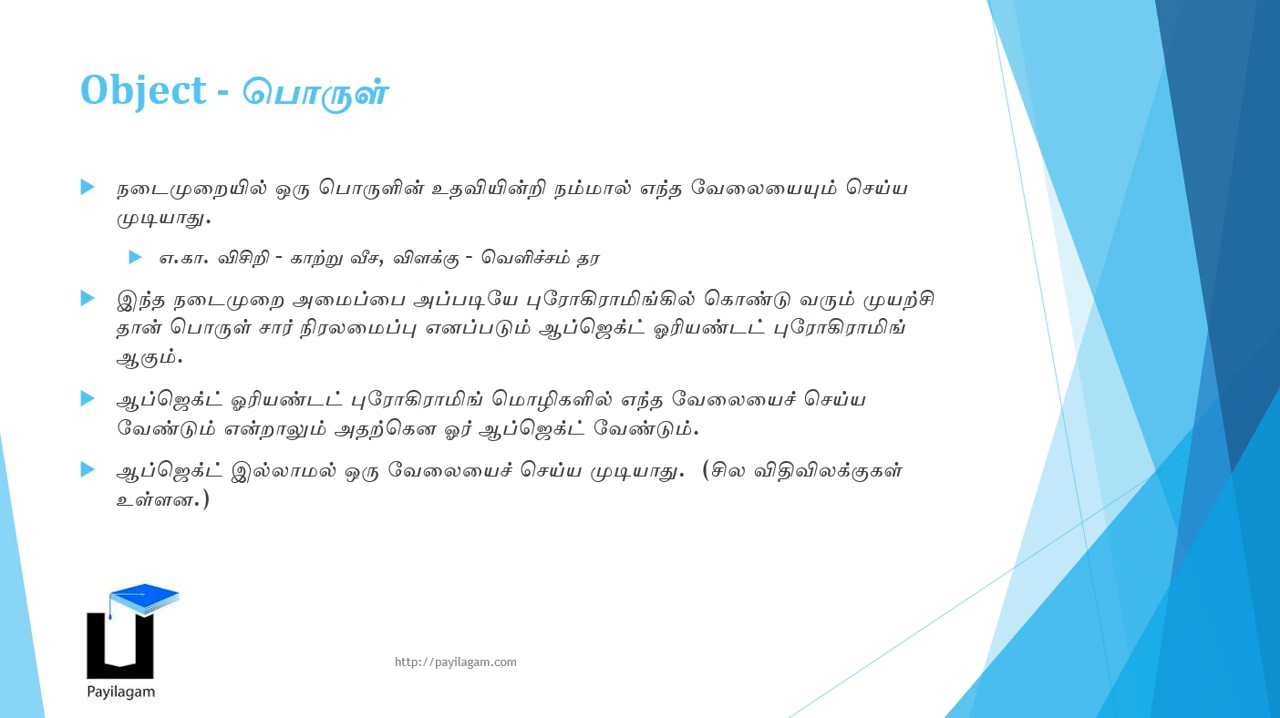 Object - பொருள்
நடைமுறையில் ஒரு பொருளின் உதவியின்றி நம்மால் எந்த வேலையையும் செய்ய
முடியாது.
எ.கா. விசிறி - காற்று வீச, விளக்கு - வெளிச்சம் தர
இந்த நடைமுறை அமைப்பை அப்படியே புரோகிராமிங்கில் கொண்டு வரும் முயற்சி
தான் பொருள் சார் நிரலமைப்பு எனப்படும் ஆப்ஜெக்ட் ஓரியண்டட் புரோகிராமிங்
ஆகும்.
ஆப்ஜெக்ட் ஓரியண்டட் புரோகிராமிங் மொழிகளில் எந்த வேலையைச் செய்ய
வேண்டும் என்றாலும் அதற்கென ஓர் ஆப்ஜெக்ட் வேண்டும்.
ஆப்ஜெக்ட் இல்லாமல் ஒரு வேலையைச் செய்ய முடியாது. (சில விதிவிலக்குகள்
உள்ளன.)
Payilagam
http://payilagam.com